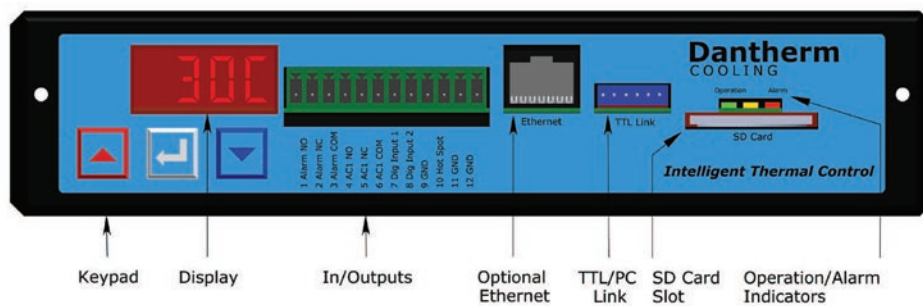 30C
Dantherm
COOLING
Operation Alarm
Ethernet
TTL Link
SD Card
1 Alarm NO
2 Alarm NC
3 Alarm COM
4 AC1 NO
5 AC1 NC
6 AC1 COM
7 Dig Input 1
8 Dig Input 2
9 GND
10 Hot Spot
11 GND
12 GND
Intelligent Thermal Control
Keypad
Display
In/Outputs
Optional
Ethernet
TTL/PC
Link
SD Card
Slot
Operation/Alarm
Indicators